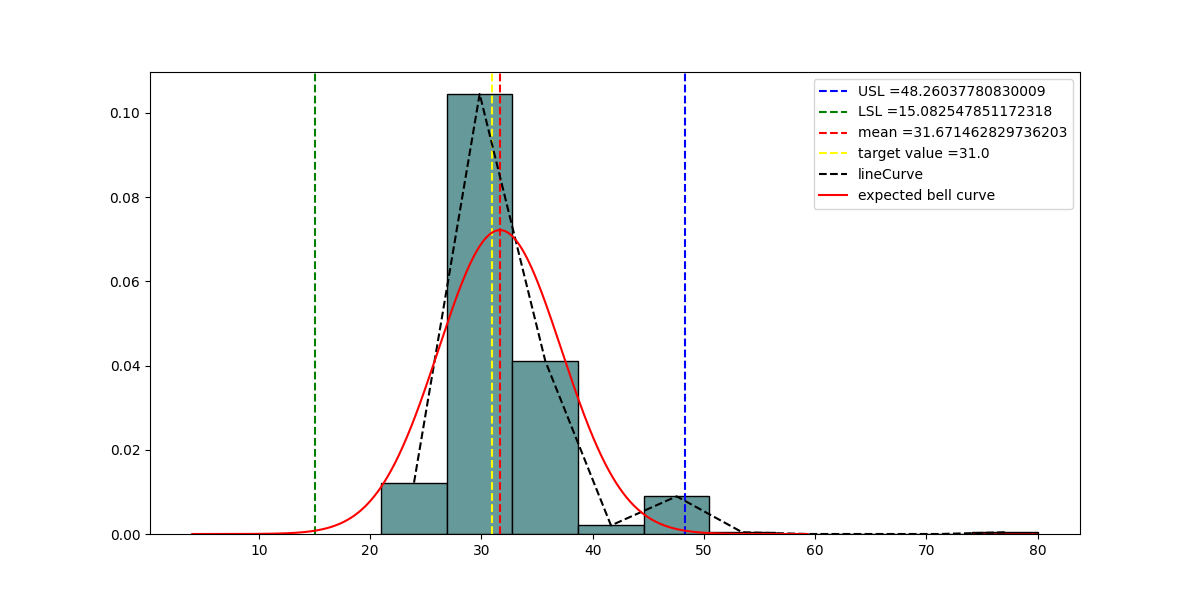 USL =48.26037780830009
LSL =15.082547851172318
mean =31.671462829736203
target value =31.0
lineCurve
expected bell curve
0.10
0.08
0.06
0.04
0.02
0.00
10 20 30 40 50 60 70 80